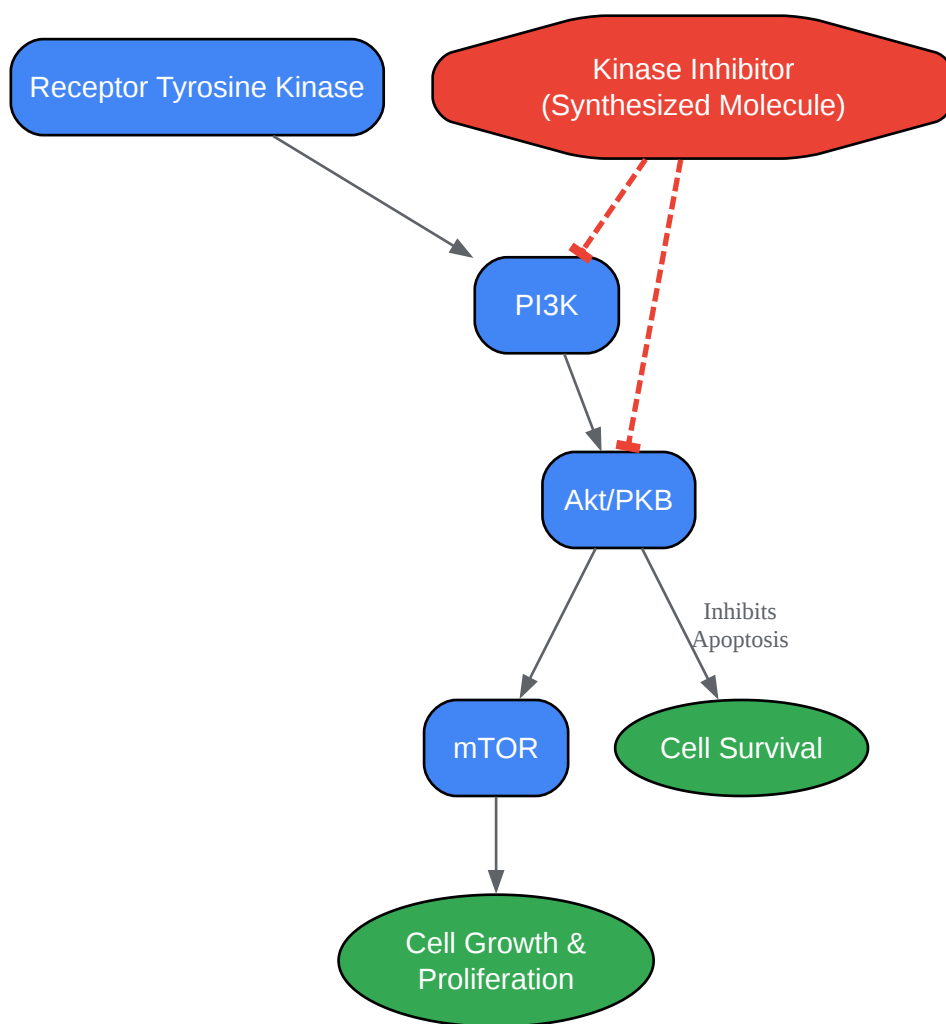 Receptor Tyrosine Kinase
Kinase Inhibitor
(Synthesized Molecule)
PI3K
Akt/PKB
Inhibits
Apoptosis
mTOR
Cell Survival
Cell Growth &
Proliferation